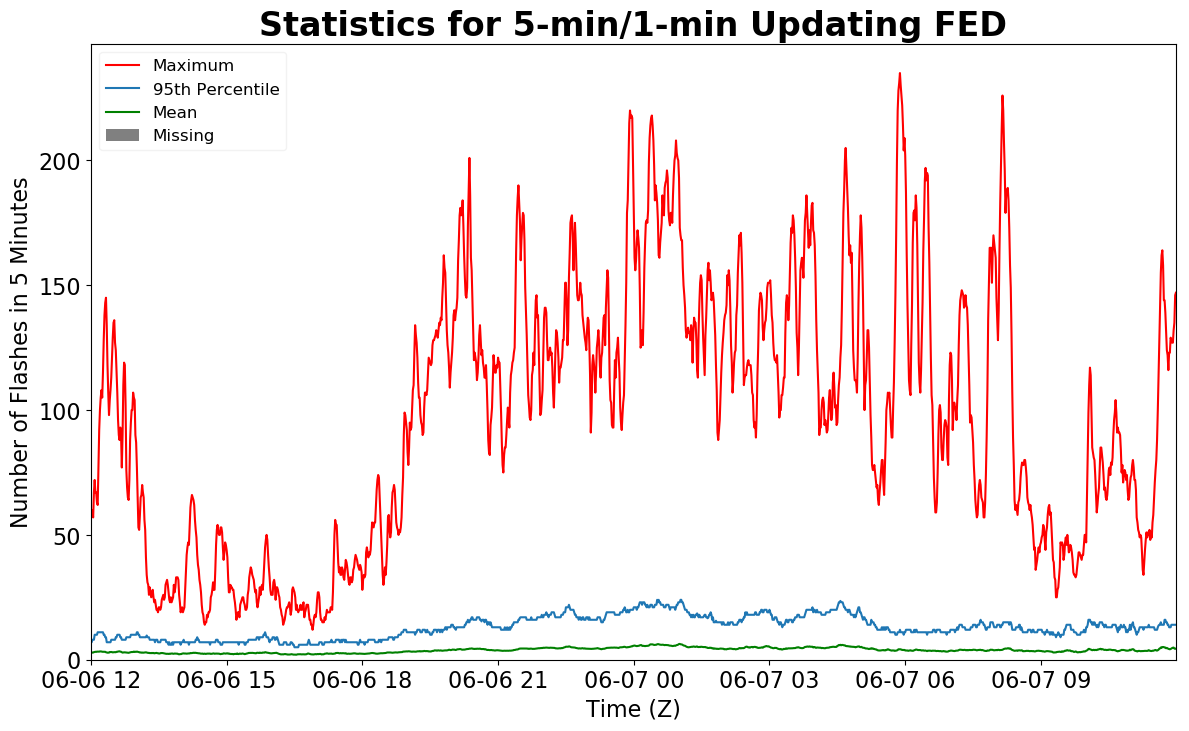 Statistics for 5-min/1-min Updating FED
Maximum
95th Percentile
Mean
Missing
Number of Flashes in 5 Minutes
200
150
100
50
0
06-06 12 06-06 15 06-06 18 06-06 21 06-07 00 06-07 03 06-07 06 06-07 09
Time (Z)